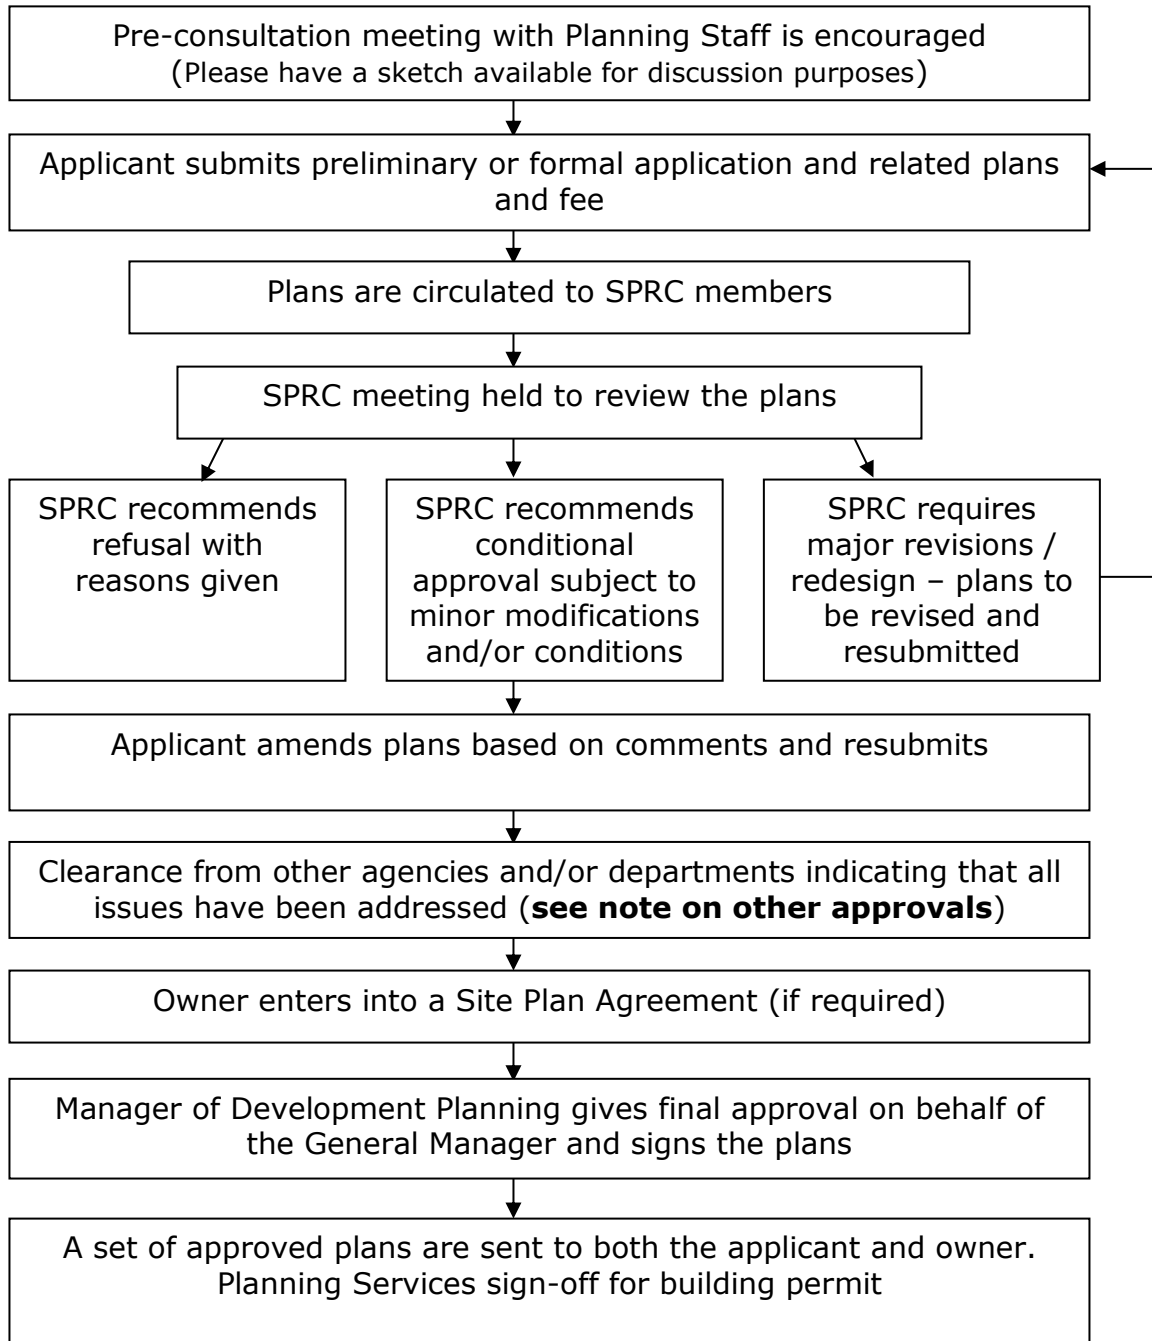 Pre-consultation meeting with Planning Staff is encouraged
(Please have a sketch available for discussion purposes)
Applicant submits preliminary or formal application and related plans
and fee
Plans are circulated to SPRC members
SPRC meeting held to review the plans
SPRC recommends
refusal with
reasons given
SPRC recommends
conditional
approval subject to
minor modifications
and/or conditions
SPRC requires
major revisions /
redesign – plans to
be revised and
resubmitted
Applicant amends plans based on comments and resubmits
Clearance from other agencies and/or departments indicating that all
issues have been addressed (see note on other approvals)
Owner enters into a Site Plan Agreement (if required)
Manager of Development Planning gives final approval on behalf of
the General Manager and signs the plans
A set of approved plans are sent to both the applicant and owner.
Planning Services sign-off for building permit